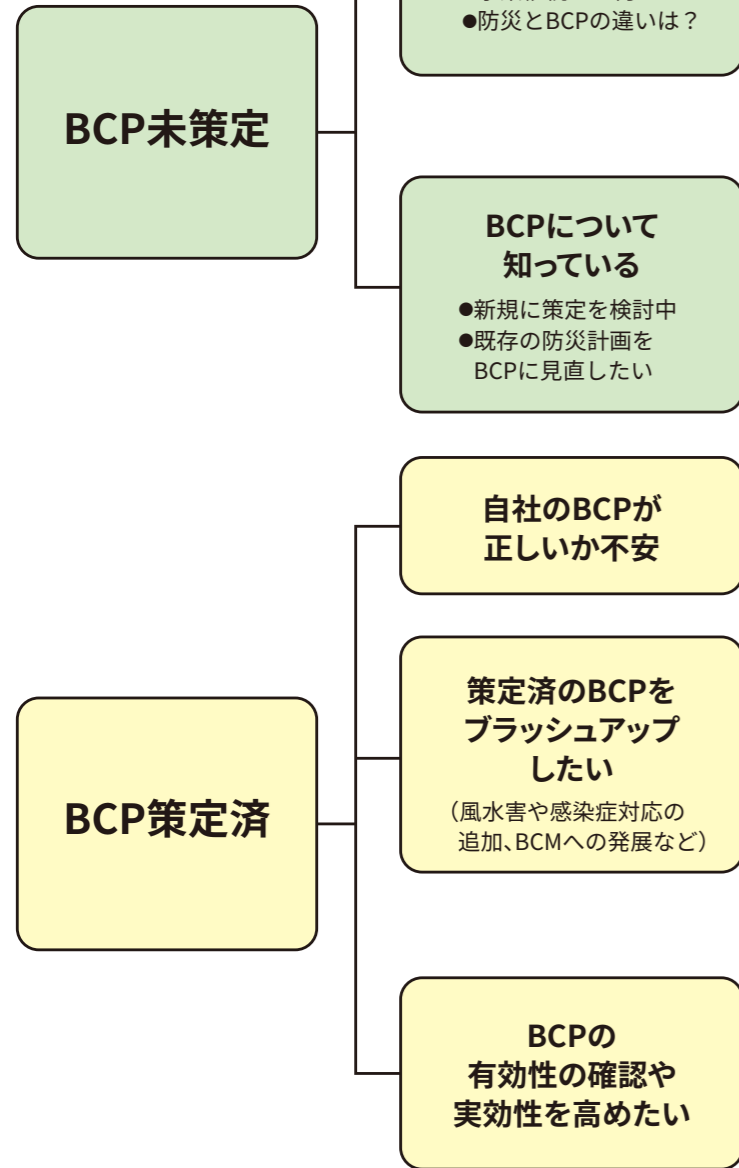 ●防災とBCPの違いは？
BCP未策定
BCPについて
知っている
●新規に策定を検討中
●既存の防災計画を
BCPに見直したい
自社のBCPが
正しいか不安
策定済のBCPを
ブラッシュアップ
したい
（風水害や感染症対応の
追加、BCMへの発展など）
BCP策定済
BCPの
有効性の確認や
実効性を高めたい